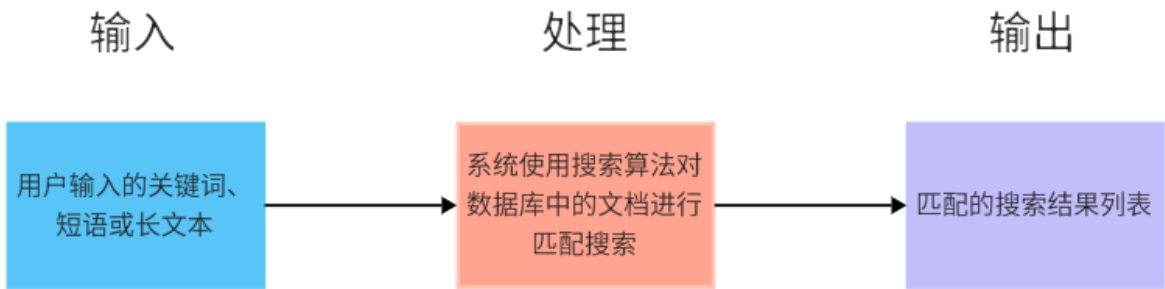 输入
处理
输出
用户输入的关键词、
短语或长文本
系统使用搜索算法对
数据库中的文档进行
匹配搜索
匹配的搜索结果列表